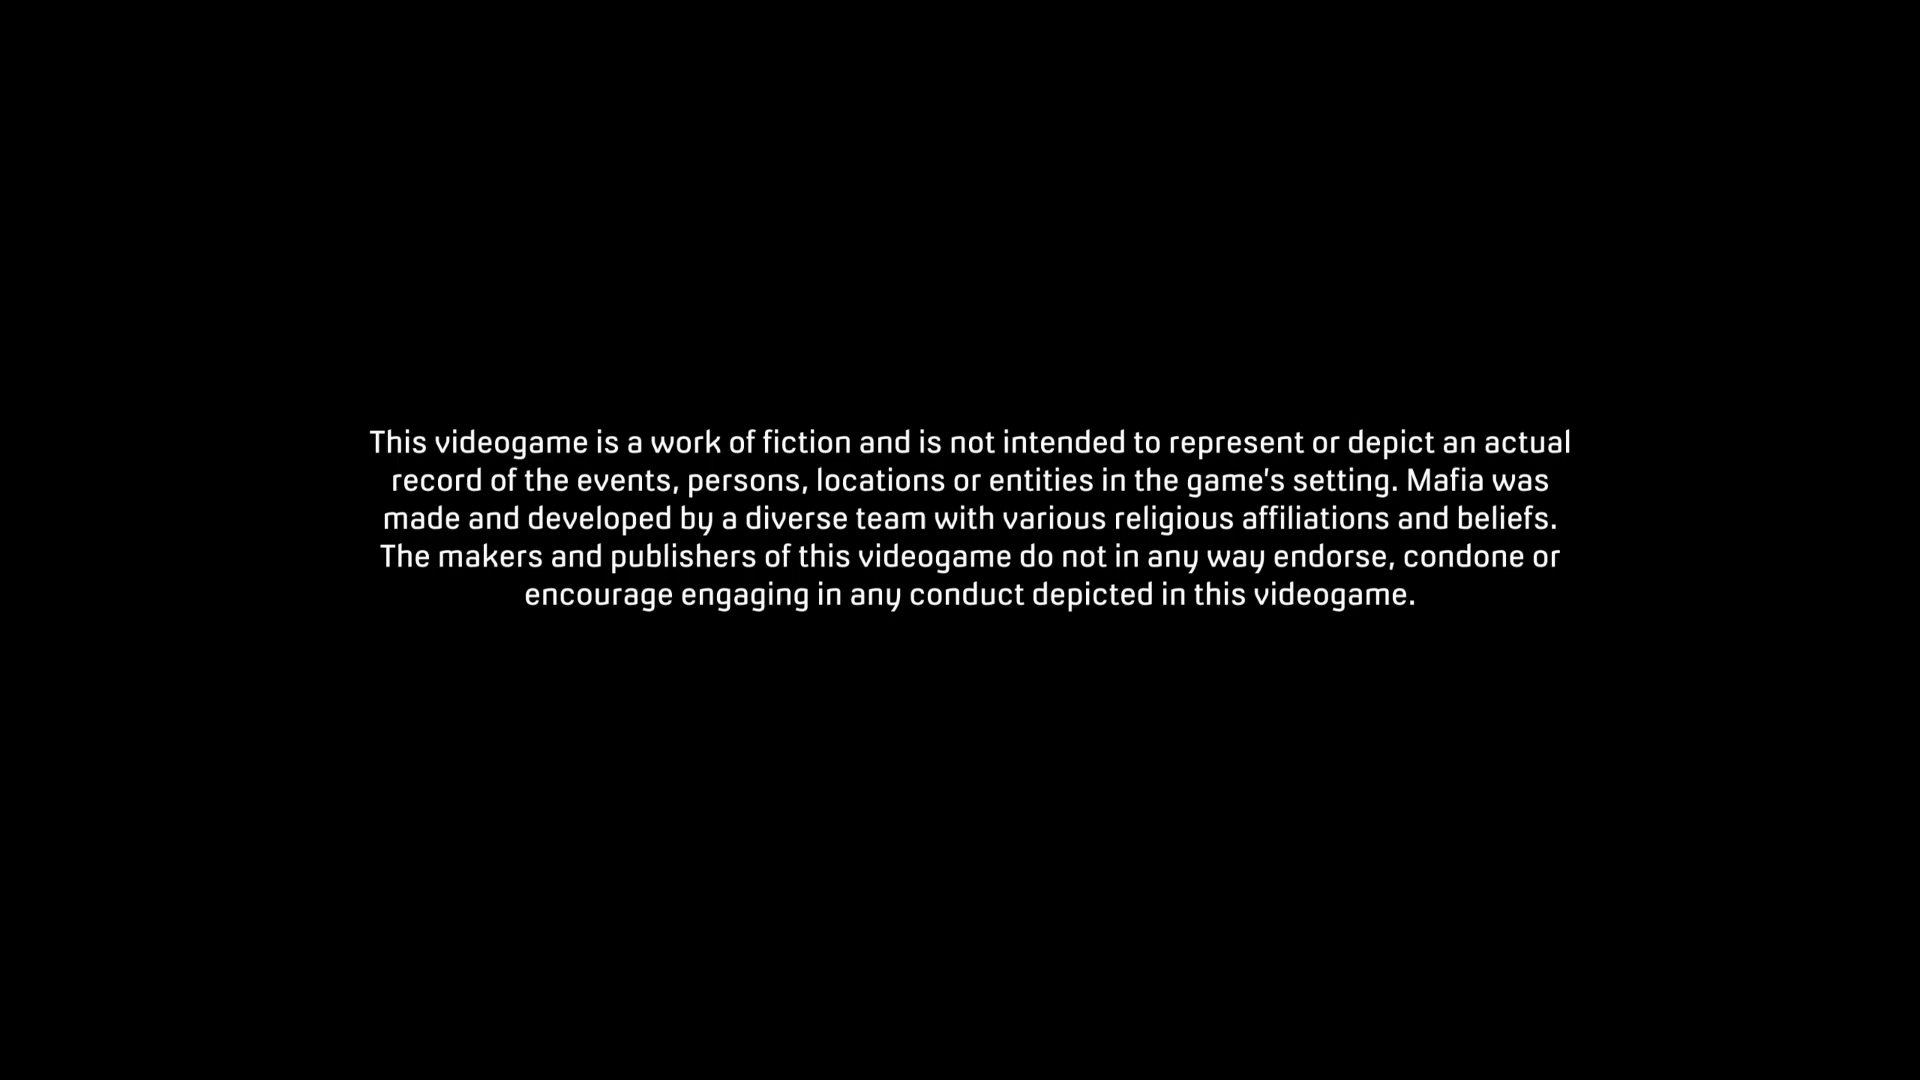 This videogame is a work of fiction and is not intended to represent or depict an actual
record of the events, persons, locations or entities in the game's setting. Mafia was
made and developed by a diverse team with various religious affiliations and beliefs.
The makers and publishers of this videogame do not in any way endorse, condone or
encourage engaging in any conduct depicted in this videogame.